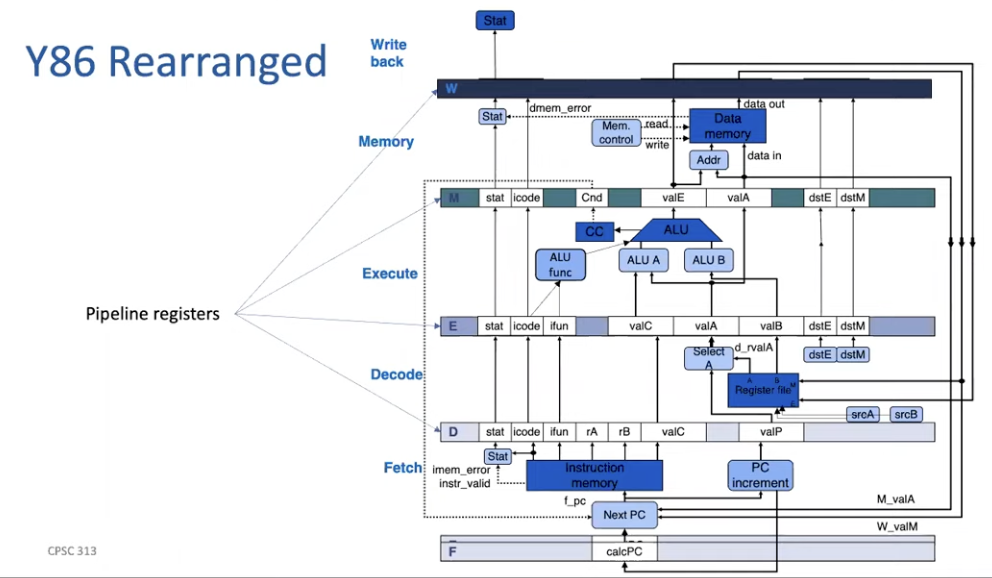 Y86 Rearranged
Stat
Write
back
W
data out
dmem_error
Stat
Mem.
control
read
write
Data
memory
Memory
Addr
data in
M
stat
icode
Cnd
valE
valA
dstE
dstM
CC
ALU
ALU
func
ALU A
ALU B
Execute
Pipeline registers
E
stat
icode
ifun
valC
valA
valB
dstE
dstM
Select
A
d_rvalA
dstE
dstM
Decode
A
B
M
Register file
E
srcA
srcB
D
stat
icode
ifun
rA
rB
valC
valP
Stat
Fetch
imem_error
instr_valid
Instruction
memory
PC
increment
f_pc
Next PC
M_valA
W_valM
F
calcPC
CPSC 313